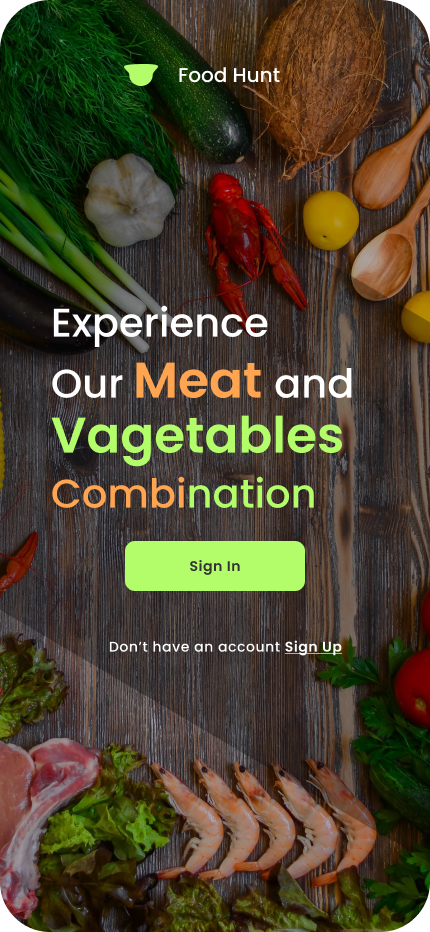 Food Hunt
Experience
Our Meat and
Vagetables
Combination
Sign In
Don’t have an account Sign Up